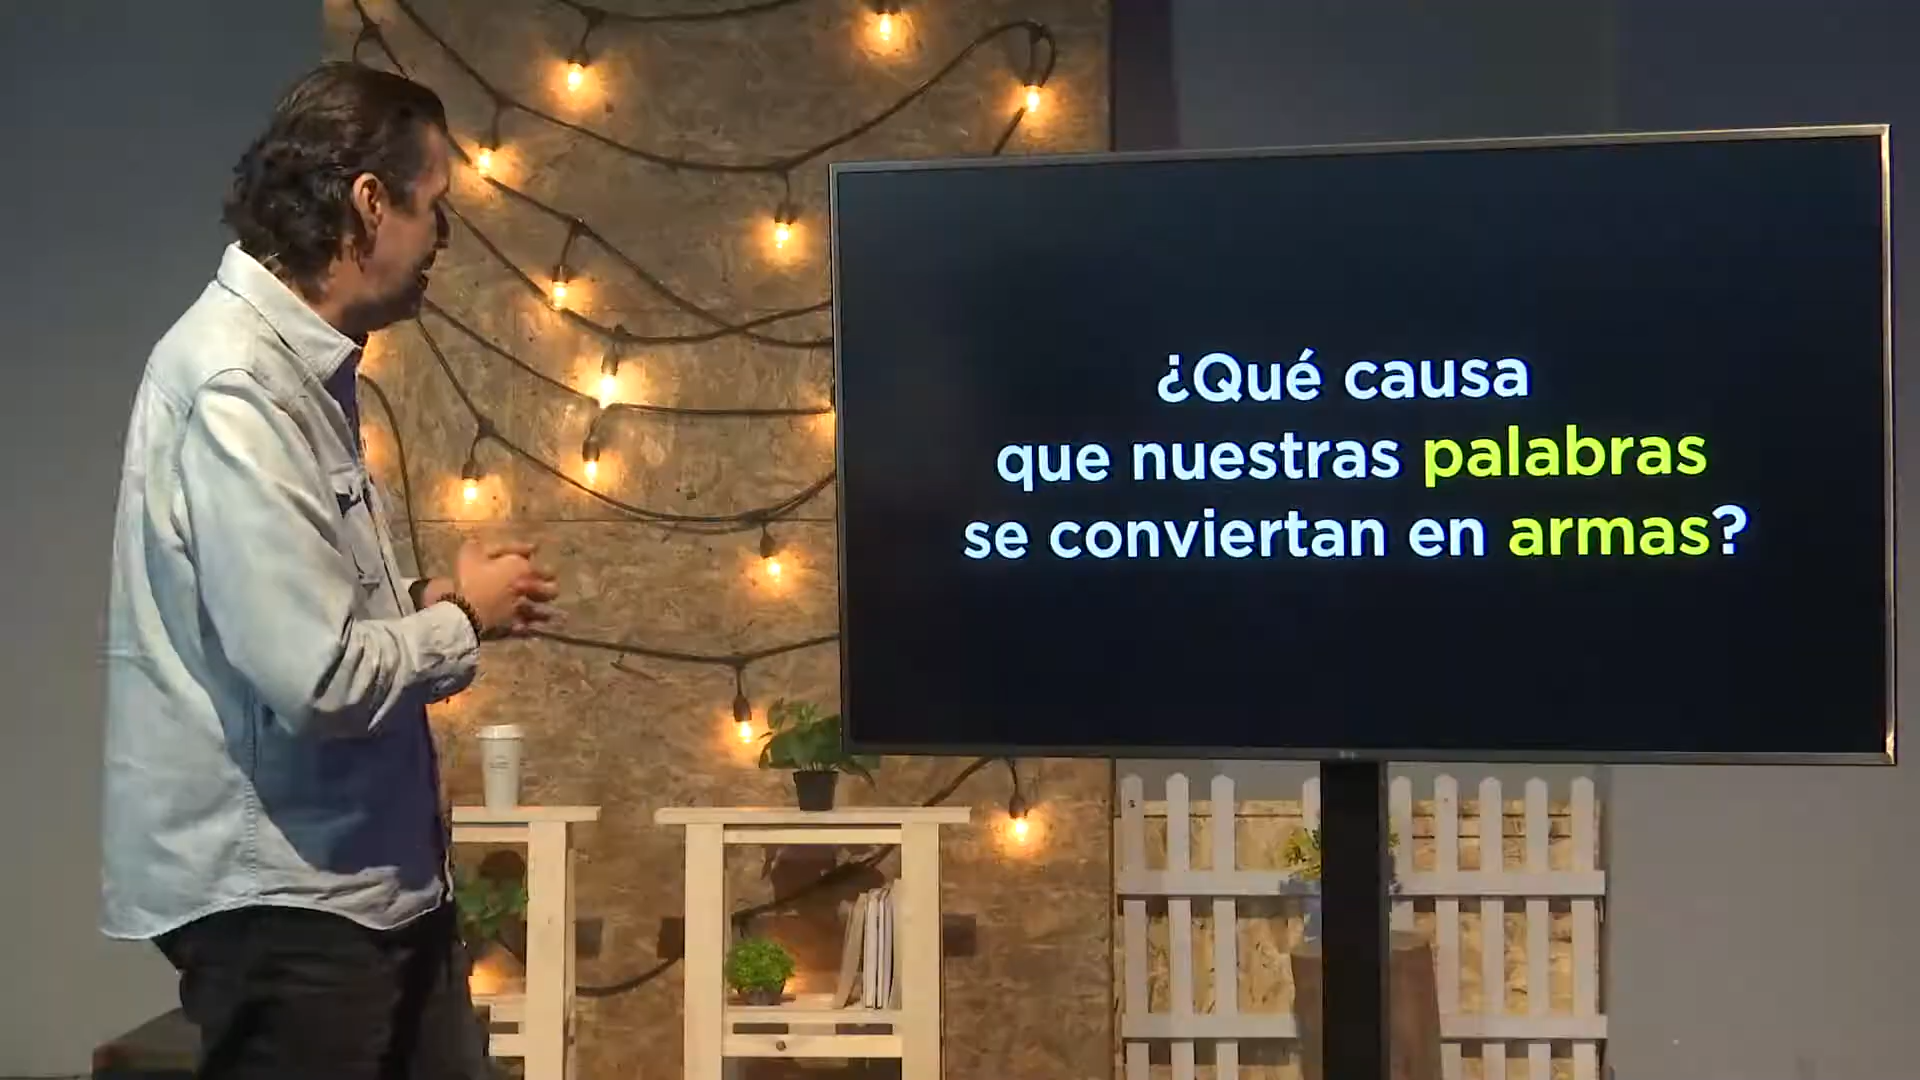 ¿Qué causa
que nuestras palabras
se conviertan en armas?